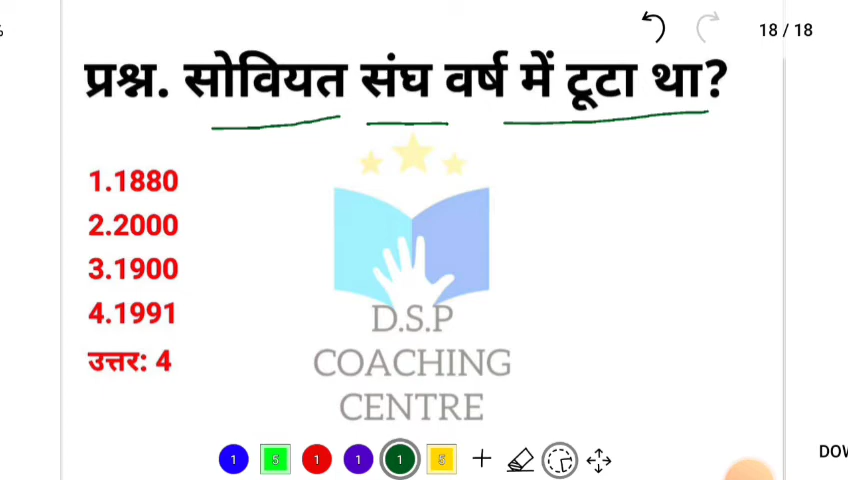 18 / 18
प्रश्न. सोवियत संघ वर्ष में टूटा था?
1.1880
2.2000
3.1900
4.1991
उत्तर: 4
D.S.P
COACHING
CENTRE
1 5 1 1 1 5